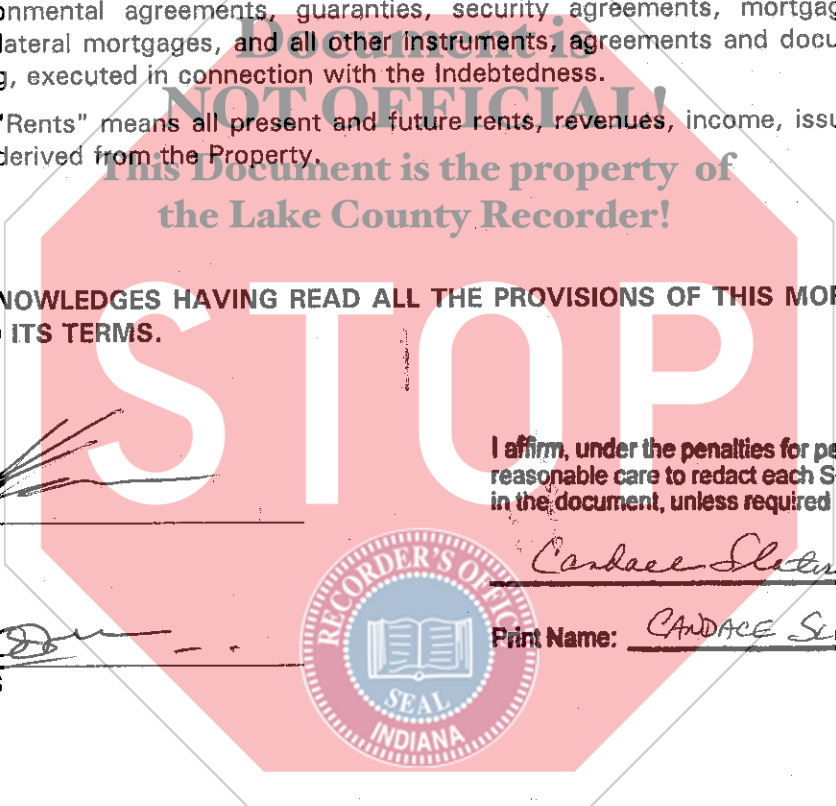 onmental agreements, guaranties, security agreements, mortgag
lateral mortgages, and all other instruments, agreements and docu
g, executed in connection with the Indebtedness.
Document is
NOT OFFICIAL!
"Rents" means all present and future rents, revenues, income, issu
derived from the Property.
This Document is the property of
the Lake County Recorder!
NOWLEDGES HAVING READ ALL THE PROVISIONS OF THIS MOR
ITS TERMS.
STOP!
I affirm, under the penalties for pe
reasonable care to redact each S
in the document, unless required
Candace
Print Name: CANDACE
RECORDER'S OFFICE
SEAL
INDIANA